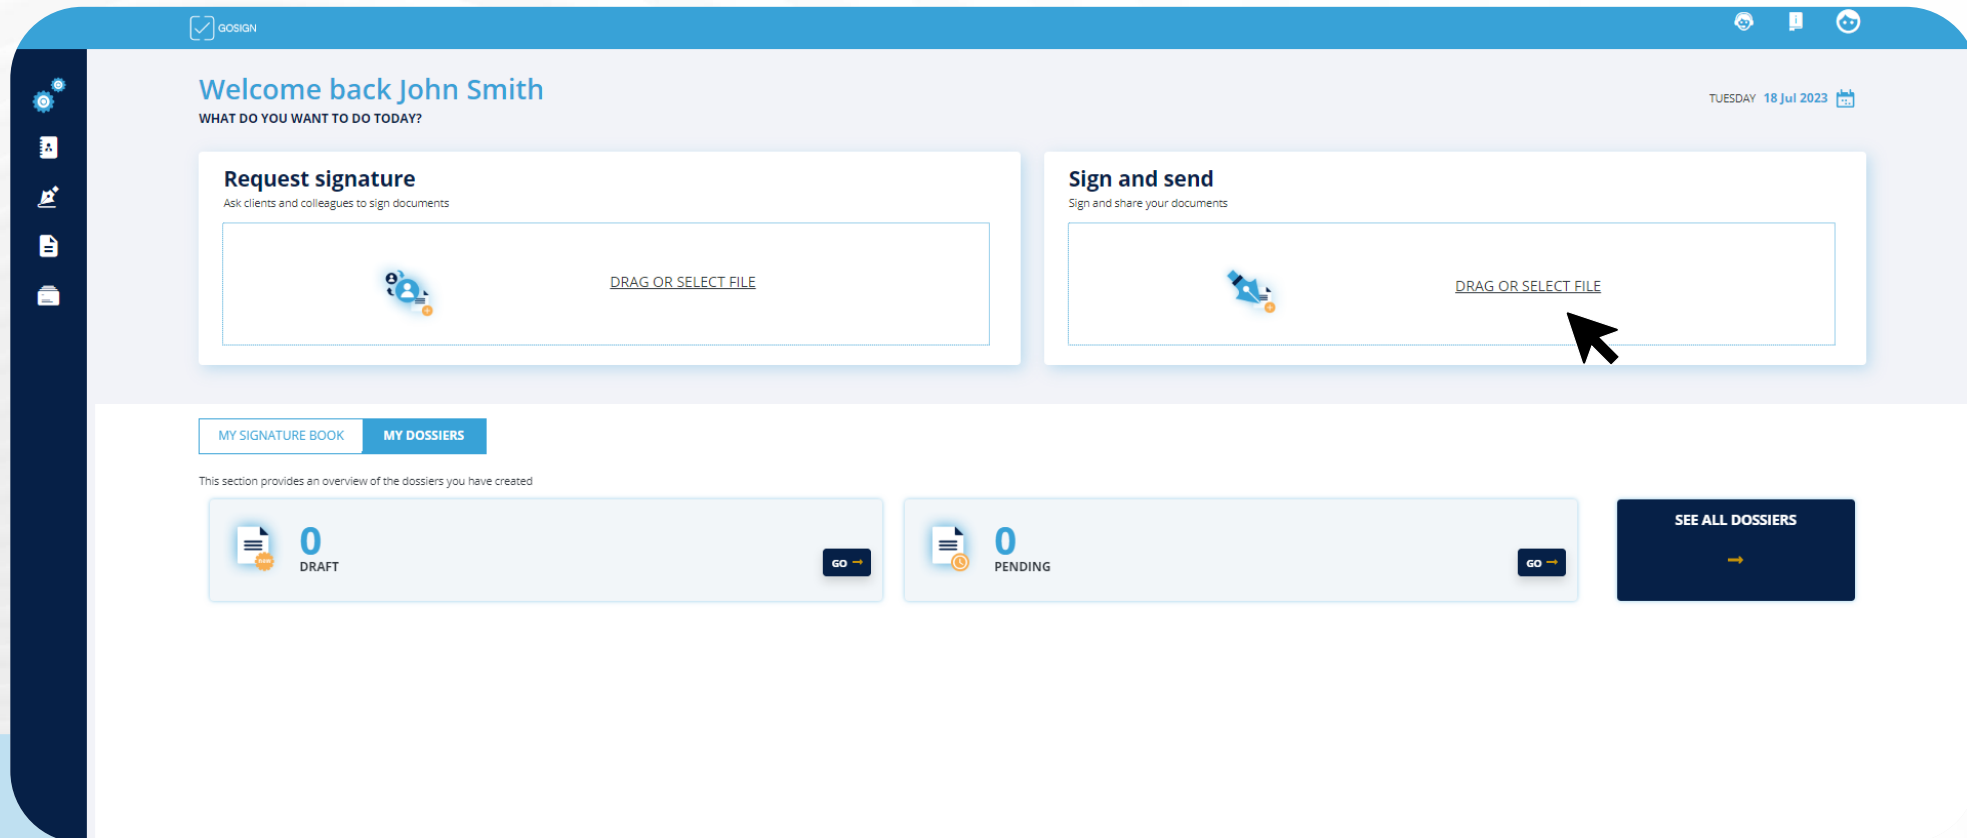 GOSIGN
Welcome back John Smith
WHAT DO YOU WANT TO DO TODAY?
TUESDAY 18 Jul 2023
Request signature
Ask clients and colleagues to sign documents
DRAG OR SELECT FILE
Sign and send
Sign and share your documents
DRAG OR SELECT FILE
MY SIGNATURE BOOK MY DOSSIERS
This section provides an overview of the dossiers you have created
0
DRAFT
GO
0
PENDING
GO
SEE ALL DOSSIERS